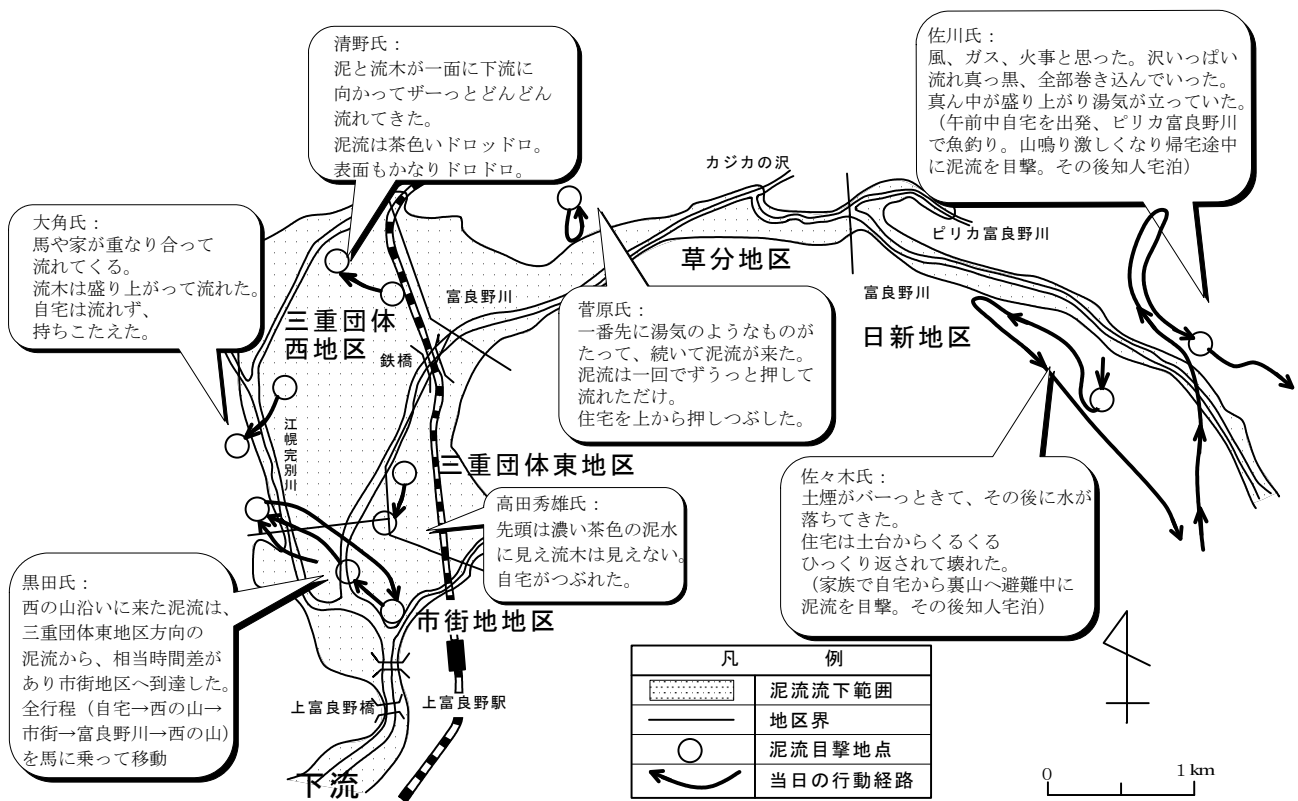 清野氏：
泥と流木が一面に下流に
向かってザーっとどんどん
流れてきた。
泥流は茶色いドロッドロ。
表面もかなりドロドロ。
佐川氏：
風、ガス、火事と思った。沢いっぱい
流れ真っ黒、全部巻き込んでいった。
真ん中が盛り上がり湯気が立っていた。
（午前中自宅を出発、ピリカ富良野川
で魚釣り。山鳴り激しくなり帰宅途中
に泥流を目撃。その後知人宅泊）
大角氏：
馬や家が重なり合って
流れてくる。
流木は盛り上がって流れた。
自宅は流れず、
持ちこたえた。
カジカの沢
ピリカ富良野川
草分地区
富良野川
富良野川
日新地区
三重団体
西地区
鉄橋
菅原氏：
一番先に湯気のようなものが
たって、続いて泥流が来た。
泥流は一回でずうっと押して
流れただけ。
住宅を上から押しつぶした。
江幌完別川
三重団体東地区
高田秀雄氏：
先頭は濃い茶色の泥水
に見え流木は見えない。
自宅がつぶれた。
佐々木氏：
土煙がバーっときて、その後に水が
落ちてきた。
住宅は土台からくるくる
ひっくり返されて壊れた。
（家族で自宅から裏山へ避難中に
泥流を目撃。その後知人宅泊）
黒田氏：
西の山沿いに来た泥流は、
三重団体東地区方向の
泥流から、相当時間差が
あり市街地区へ到達した。
全行程（自宅→西の山→
市街→富良野川→西の山）
を馬に乗って移動
市街地地区
上富良野橋
上富良野駅
下流
凡 例
泥流流下範囲
地区界
泥流目撃地点
当日の行動経路
0 1km